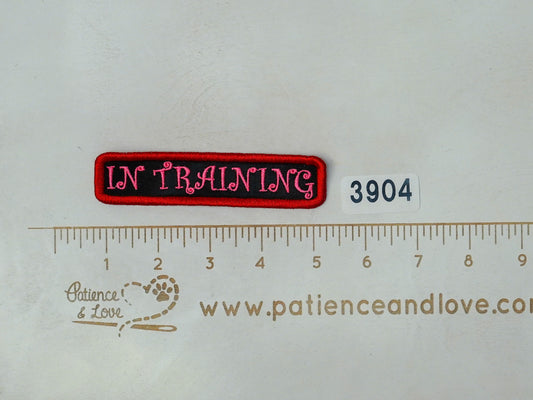 IN TRAINING
3904
1 2 3 4 5 6 7 8 9
Patience
& Love
www.patienceandlove.co